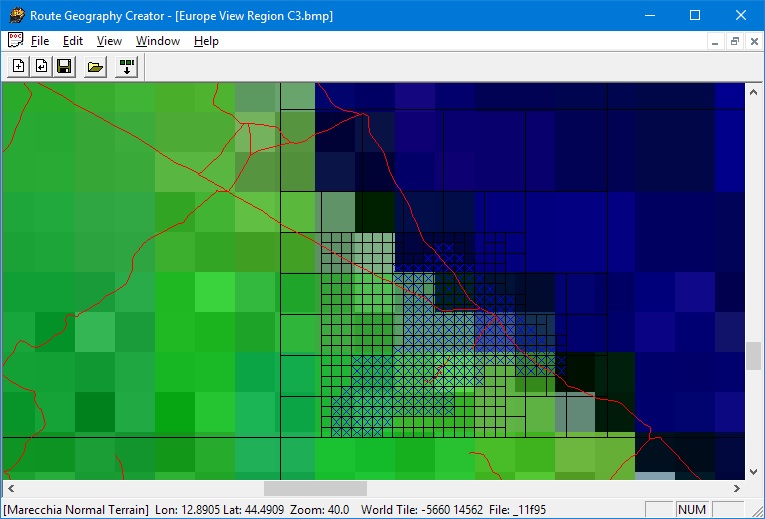 Route Geography Creator - [Europe View Region C3.bmp]
DOC File Edit View Window Help
[Marecchia Normal Terrain] Lon: 12.8905 Lat: 44.4909 Zoom: 40.0 World Tile: -5660 14562 File: _11f95 NUM